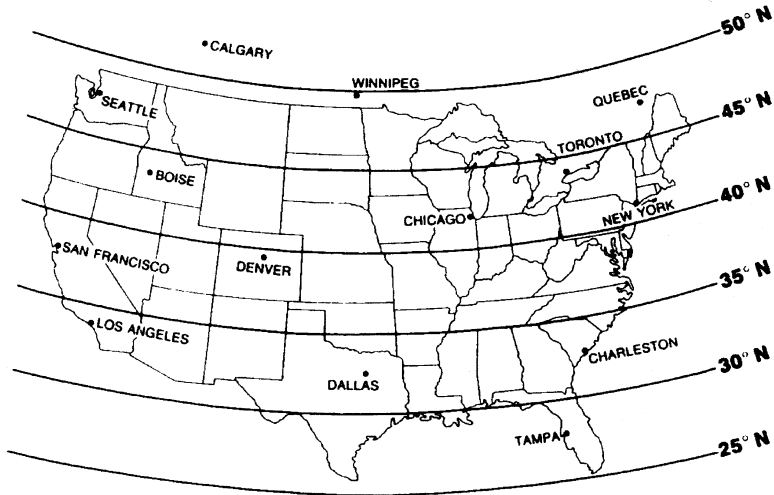 50° N
CALGARY
WINNIPEG
QUEBEC
SEATTLE
45° N
TORONTO
BOISE
40° N
CHICAGO
NEW YORK
SAN FRANCISCO
DENVER
35° N
LOS ANGELES
CHARLESTON
30° N
DALLAS
TAMPA
25° N